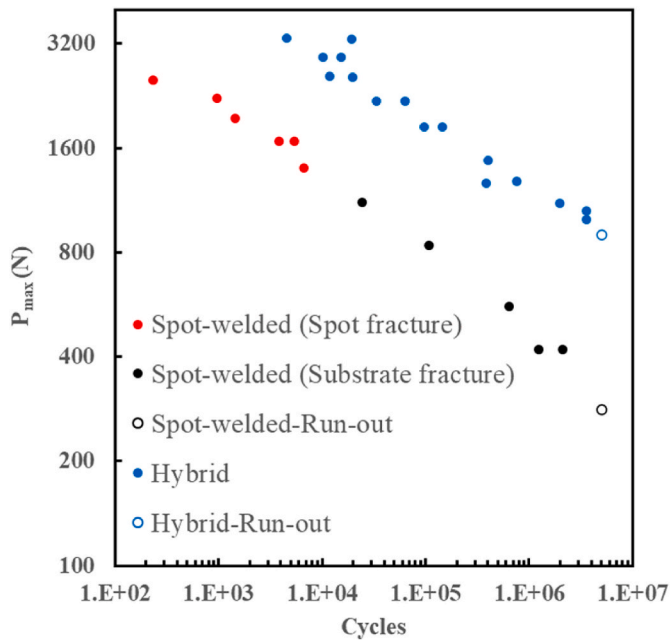 3200
1600
800
400
200
100
P_max (N)
Spot-welded (Spot fracture)
Spot-welded (Substrate fracture)
Spot-welded-Run-out
Hybrid
Hybrid-Run-out
1.E+02 1.E+03 1.E+04 1.E+05 1.E+06 1.E+07
Cycles